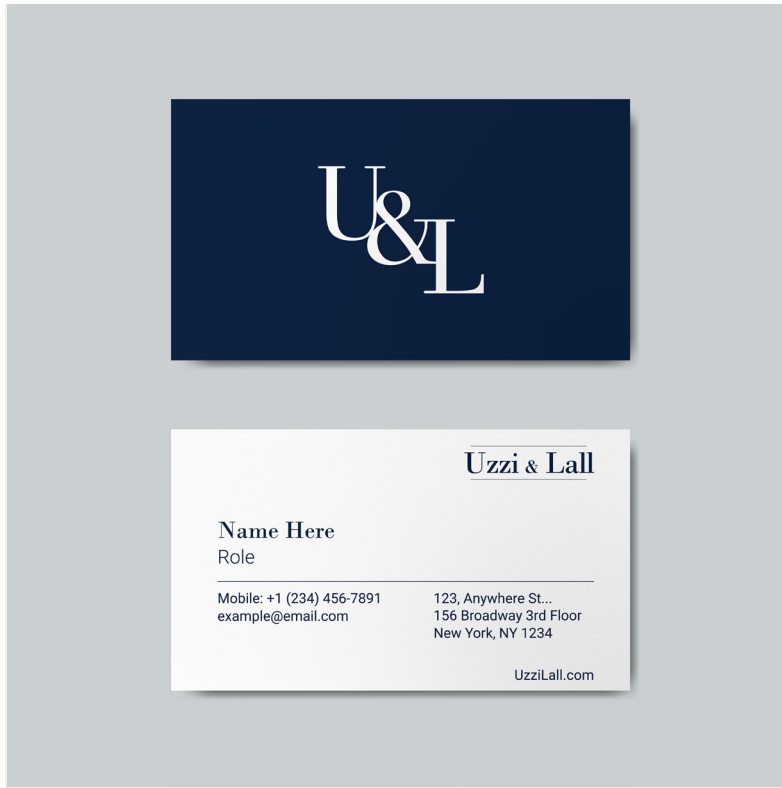 U&L
Uzzi & Lall
Name Here
Role
Mobile: +1 (234) 456-7891
example@email.com
123, Anywhere St...
156 Broadway 3rd Floor
New York, NY 1234
UzziLall.com